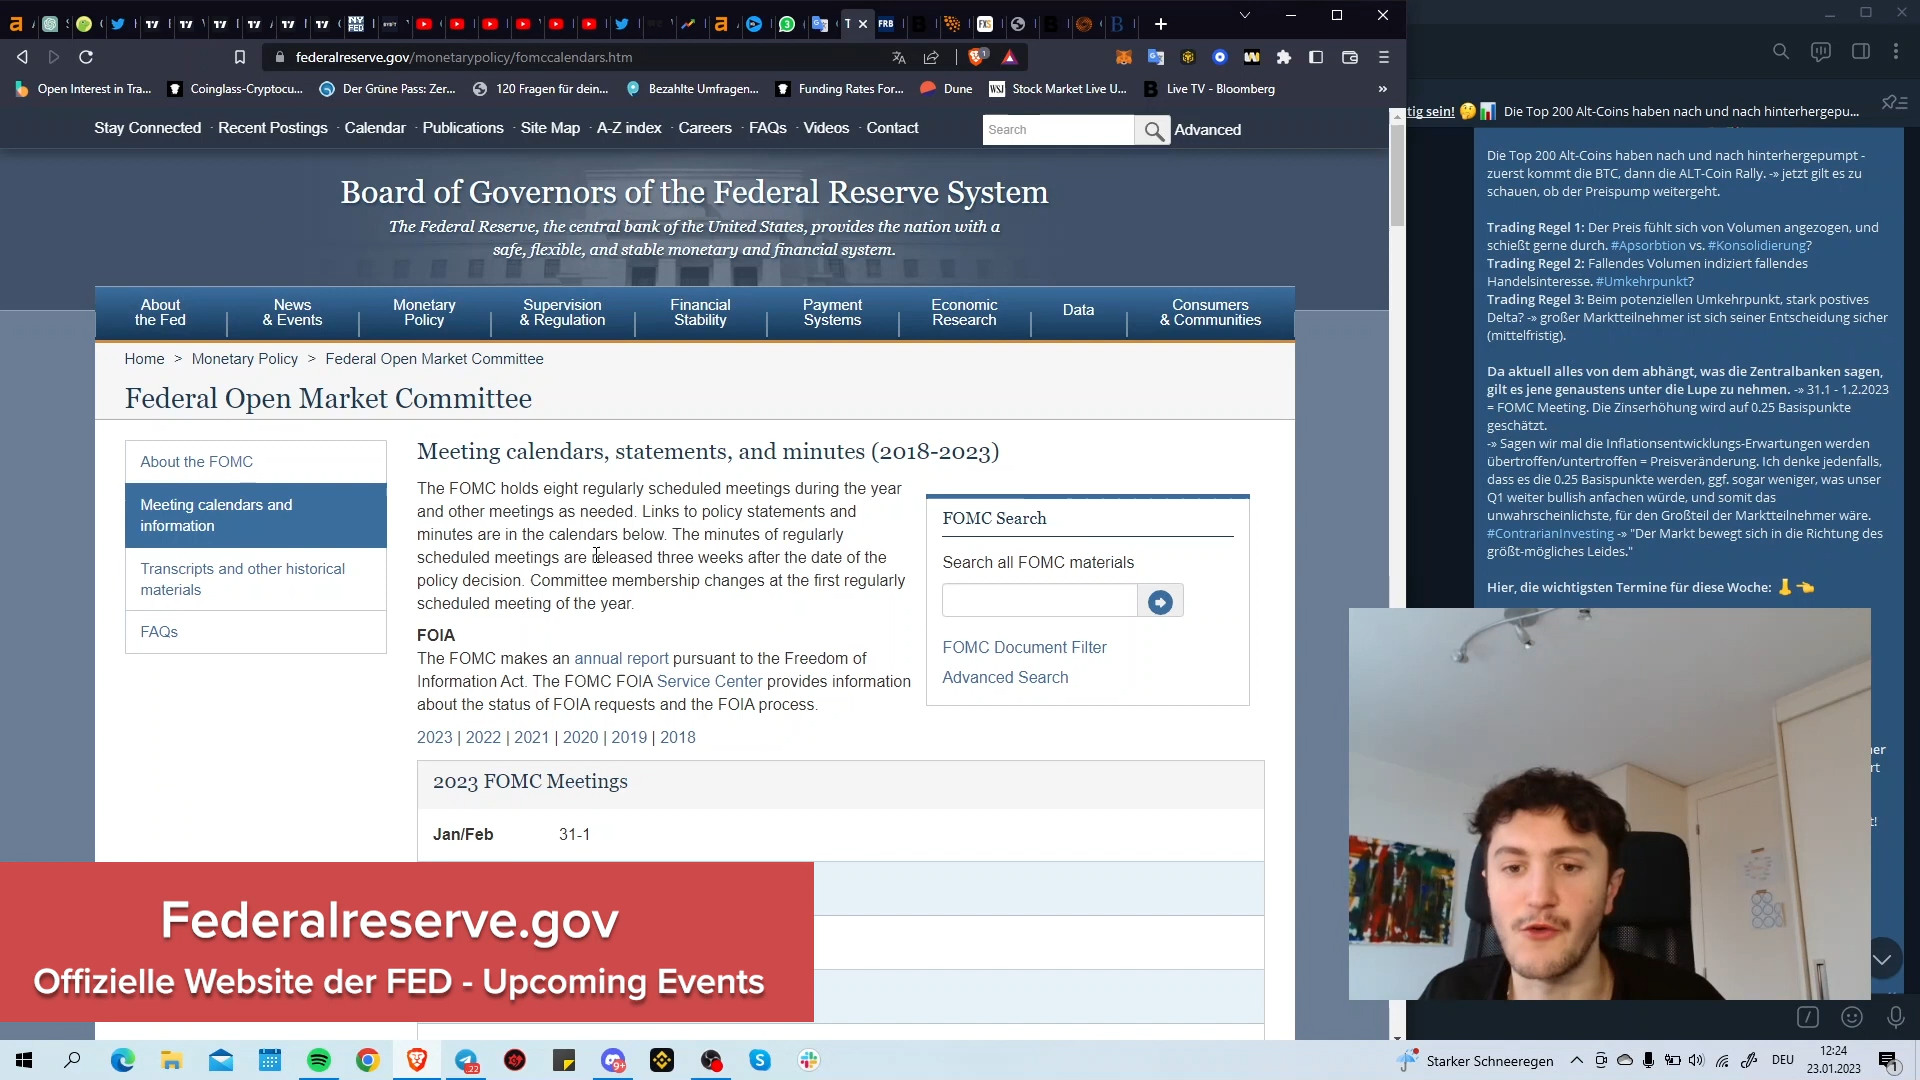 federalreserve.gov/monetarypolicy/fomccalendars.htm
Open Interest in Tra...
Coinglass-Cryptocu...
Der Grüne Pass: Zer...
120 Fragen für dein...
Bezahlte Umfragen...
Funding Rates For...
Dune
Stock Market Live U...
Live TV - Bloomberg
Stay Connected · Recent Postings · Calendar · Publications · Site Map · A-Z index · Careers · FAQs · Videos · Contact
Search
Advanced
Board of Governors of the Federal Reserve System
The Federal Reserve, the central bank of the United States, provides the nation with a
safe, flexible, and stable monetary and financial system.
About
the Fed
News
& Events
Monetary
Policy
Supervision
& Regulation
Financial
Stability
Payment
Systems
Economic
Research
Data
Consumers
& Communities
Home > Monetary Policy > Federal Open Market Committee
Federal Open Market Committee
About the FOMC
Meeting calendars and
information
Transcripts and other historical
materials
FAQs
Meeting calendars, statements, and minutes (2018-2023)
The FOMC holds eight regularly scheduled meetings during the year
and other meetings as needed. Links to policy statements and
minutes are in the calendars below. The minutes of regularly
scheduled meetings are released three weeks after the date of the
policy decision. Committee membership changes at the first regularly
scheduled meeting of the year.
FOIA
The FOMC makes an annual report pursuant to the Freedom of
Information Act. The FOMC FOIA Service Center provides information
about the status of FOIA requests and the FOIA process.
2023 | 2022 | 2021 | 2020 | 2019 | 2018
FOMC Search
Search all FOMC materials
FOMC Document Filter
Advanced Search
2023 FOMC Meetings
Jan/Feb 31-1
Federalreserve.gov
Offizielle Website der FED - Upcoming Events
tig sein! 🤔📊 Die Top 200 Alt-Coins haben nach und nach hinterhergepu...
Die Top 200 Alt-Coins haben nach und nach hinterhergepumpt -
zuerst kommt die BTC, dann die ALT-Coin Rally. -» jetzt gilt es zu
schauen, ob der Preispump weitergeht.
Trading Regel 1: Der Preis fühlt sich von Volumen angezogen, und
schießt gerne durch. #Apsorbtion vs. #Konsolidierung?
Trading Regel 2: Fallendes Volumen indiziert fallendes
Handelsinteresse. #Umkehrpunkt?
Trading Regel 3: Beim potenziellen Umkehrpunkt, stark postives
Delta? -» großer Marktteilnehmer ist sich seiner Entscheidung sicher
(mittelfristig).
Da aktuell alles von dem abhängt, was die Zentralbanken sagen,
gilt es jene genaustens unter die Lupe zu nehmen. -» 31.1 - 1.2.2023
= FOMC Meeting. Die Zinserhöhung wird auf 0.25 Basispunkte
geschätzt.
-» Sagen wir mal die Inflationsentwicklungs-Erwartungen werden
übertroffen/untertroffen = Preisveränderung. Ich denke jedenfalls,
dass es die 0.25 Basispunkte werden, ggf. sogar weniger, was unser
Q1 weiter bullish anfachen würde, und somit das
unwahrscheinlichste, für den Großteil der Marktteilnehmer wäre.
#ContrarianInvesting -» "Der Markt bewegt sich in die Richtung des
größt-mögliches Leides."
Hier, die wichtigsten Termine für diese Woche:
Starker Schneeregen
DEU
12:24
23.01.2023